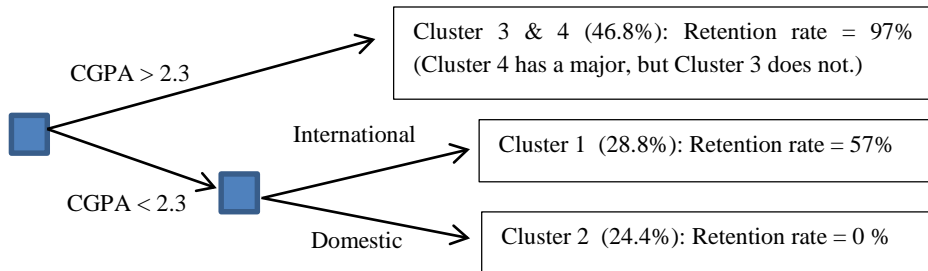 Cluster 3 & 4 (46.8%): Retention rate = 97%
(Cluster 4 has a major, but Cluster 3 does not.)
CGPA > 2.3
International
Cluster 1 (28.8%): Retention rate = 57%
CGPA < 2.3
Domestic
Cluster 2 (24.4%): Retention rate = 0 %